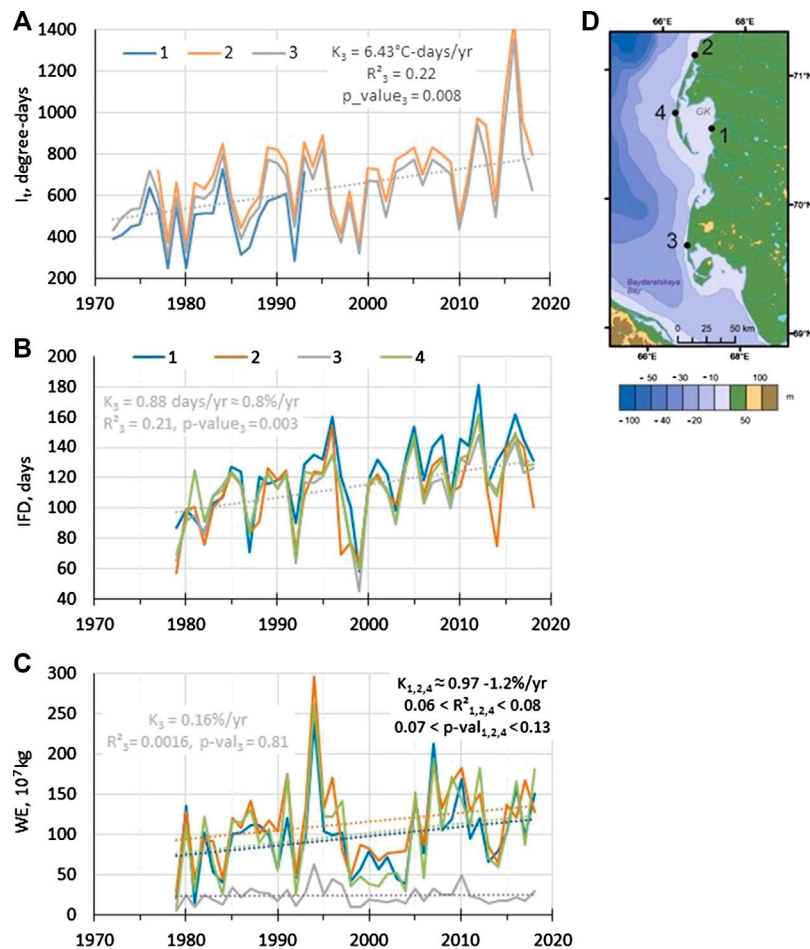 A
1400
1200
1000
800
600
400
200
I_t, degree-days
1 2 3
K₃ = 6.43°C-days/yr
R²₃ = 0.22
p_value₃ = 0.008
1970 1980 1990 2000 2010 2020
B
200
180
160
140
120
100
80
60
40
IFD, days
1 2 3 4
K₃ = 0.88 days/yr ≈ 0.8%/yr
R²₃ = 0.21, p-value₃ = 0.003
1970 1980 1990 2000 2010 2020
C
300
250
200
150
100
50
0
WE, 10⁷kg
K₃ = 0.16%/yr
R²₃= 0.0016, p-val₃ = 0.81
K₁,₂,₄ ≈ 0.97 -1.2%/yr
0.06 < R²₁,₂,₄ < 0.08
0.07 < p-val₁,₂,₄ < 0.13
1970 1980 1990 2000 2010 2020
D
66°E 68°E
71°N
2
4
GK
1
70°N
3
Baydaratskaya
Bay
0 25 50 km
69°N
66°E 68°E
- 50 -30 -10 100
m
-100 -40 -20 50